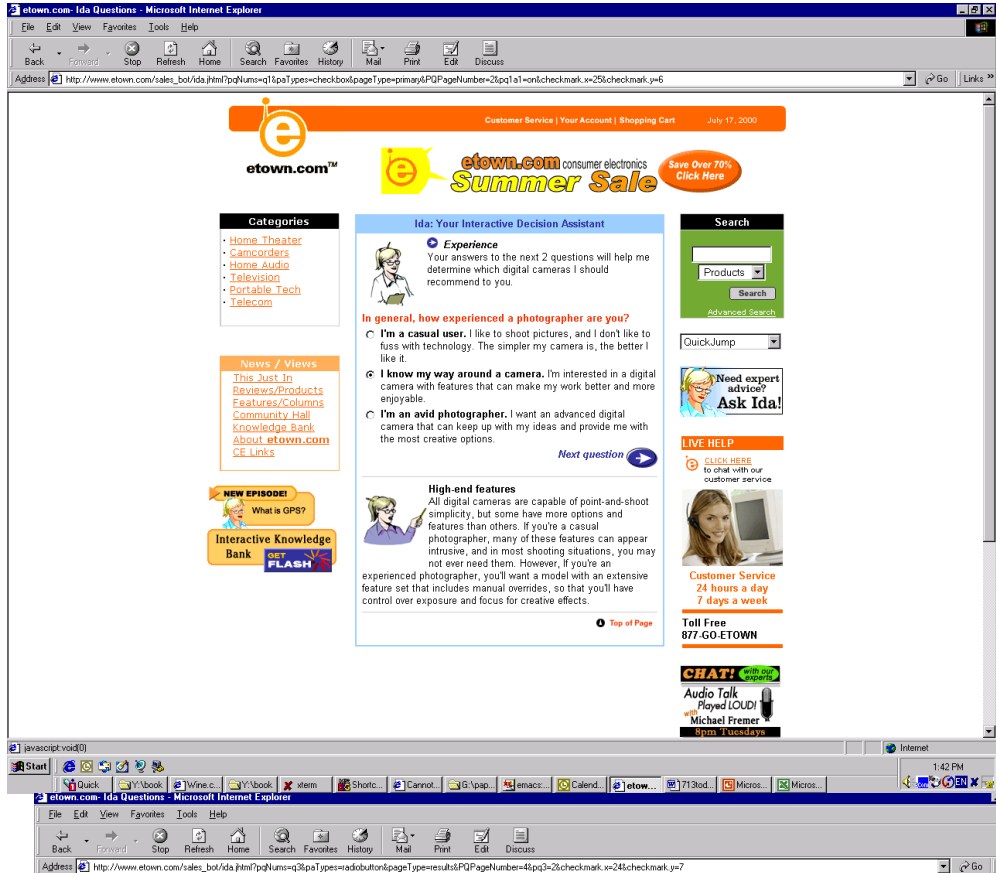 etown.com- Ida Questions - Microsoft Internet Explorer
File Edit View Favorites Tools Help
Back Forward Stop Refresh Home Search Favorites History Mail Print Edit Discuss
Address http://www.etown.com/sales_bot/ida.jhtml?pqNums=q1&paTypes=checkbox&pageType=primary&PQPageNumber=2&pq1a1=on&checkmark.x=25&checkmark.y=6 Go Links »
Customer Service | Your Account | Shopping Cart July 17, 2000
etown.com™
etown.com consumer electronics
Summer Sale
Save Over 70%
Click Here
Categories
· Home Theater
· Camcorders
· Home Audio
· Television
· Portable Tech
· Telecom
News / Views
This Just In
Reviews/Products
Features/Columns
Community Hall
Knowledge Bank
About etown.com
CE Links
NEW EPISODE!
What is GPS?
Interactive Knowledge
Bank
GET
FLASH
Ida: Your Interactive Decision Assistant
Experience
Your answers to the next 2 questions will help me
determine which digital cameras I should
recommend to you.
In general, how experienced a photographer are you?
I'm a casual user. I like to shoot pictures, and I don't like to
fuss with technology. The simpler my camera is, the better I
like it.
I know my way around a camera. I'm interested in a digital
camera with features that can make my work better and more
enjoyable.
I'm an avid photographer. I want an advanced digital
camera that can keep up with my ideas and provide me with
the most creative options.
Next question
High-end features
All digital cameras are capable of point-and-shoot
simplicity, but some have more options and
features than others. If you're a casual
photographer, many of these features can appear
intrusive, and in most shooting situations, you may
not ever need them. However, If you're an
experienced photographer, you'll want a model with an extensive
feature set that includes manual overrides, so that you'll have
control over exposure and focus for creative effects.
Top of Page
Search
Products
Search
Advanced Search
QuickJump
Need expert
advice?
Ask Ida!
LIVE HELP
CLICK HERE
to chat with our
customer service
Customer Service
24 hours a day
7 days a week
Toll Free
877-GO-ETOWN
CHAT! with our
experts
Audio Talk
Played LOUD!
with
Michael Fremer
8pm Tuesdays
javascript:void(0) Internet
Start 1:42 PM
Quick Y:\book Wine.c... Y:\book xterm Shortc... Cannot... G:\pap... emacs:... Calend... etow... 713tod... Micros... Micros... EN
etown.com- Ida Questions - Microsoft Internet Explorer
File Edit View Favorites Tools Help
Back Forward Stop Refresh Home Search Favorites History Mail Print Edit Discuss
Address http://www.etown.com/sales_bot/ida.jhtml?pqNums=q3&paTypes=radiobutton&pageType=results&PQPageNumber=4&pq3=2&checkmark.x=24&checkmark.y=7 Go